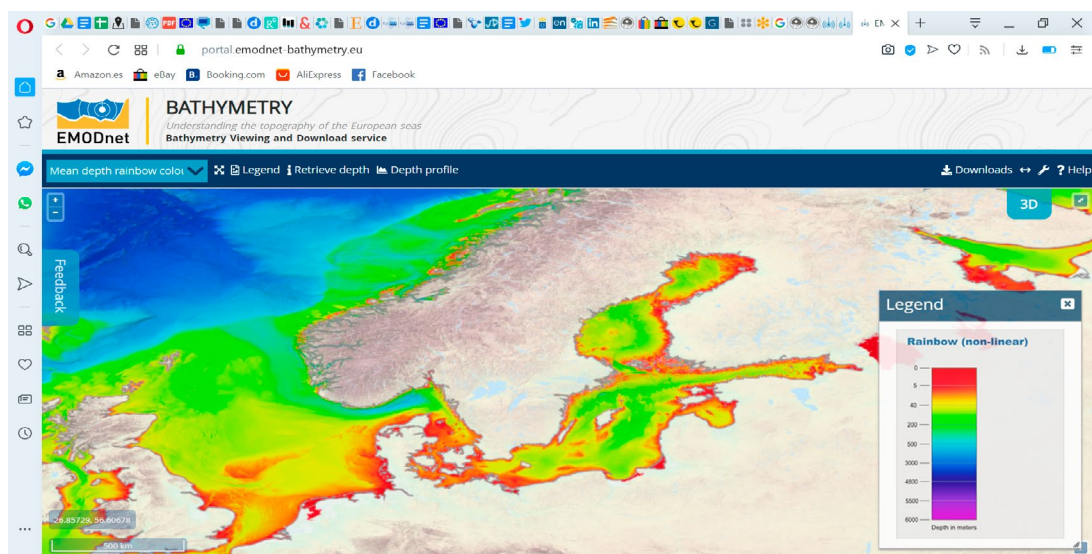 portal.emodnet-bathymetry.eu
Amazon.es eBay Booking.com AliExpress Facebook
EMODnet
BATHYMETRY
Understanding the topography of the European seas
Bathymetry Viewing and Download service
Mean depth rainbow colou Legend Retrieve depth Depth profile Downloads ? Help
+
−
3D
Feedback
Legend
Rainbow (non-linear)
0
5
40
200
500
3000
4800
5500
6000
Depth in meters
26.85729, 56.60678
500 km